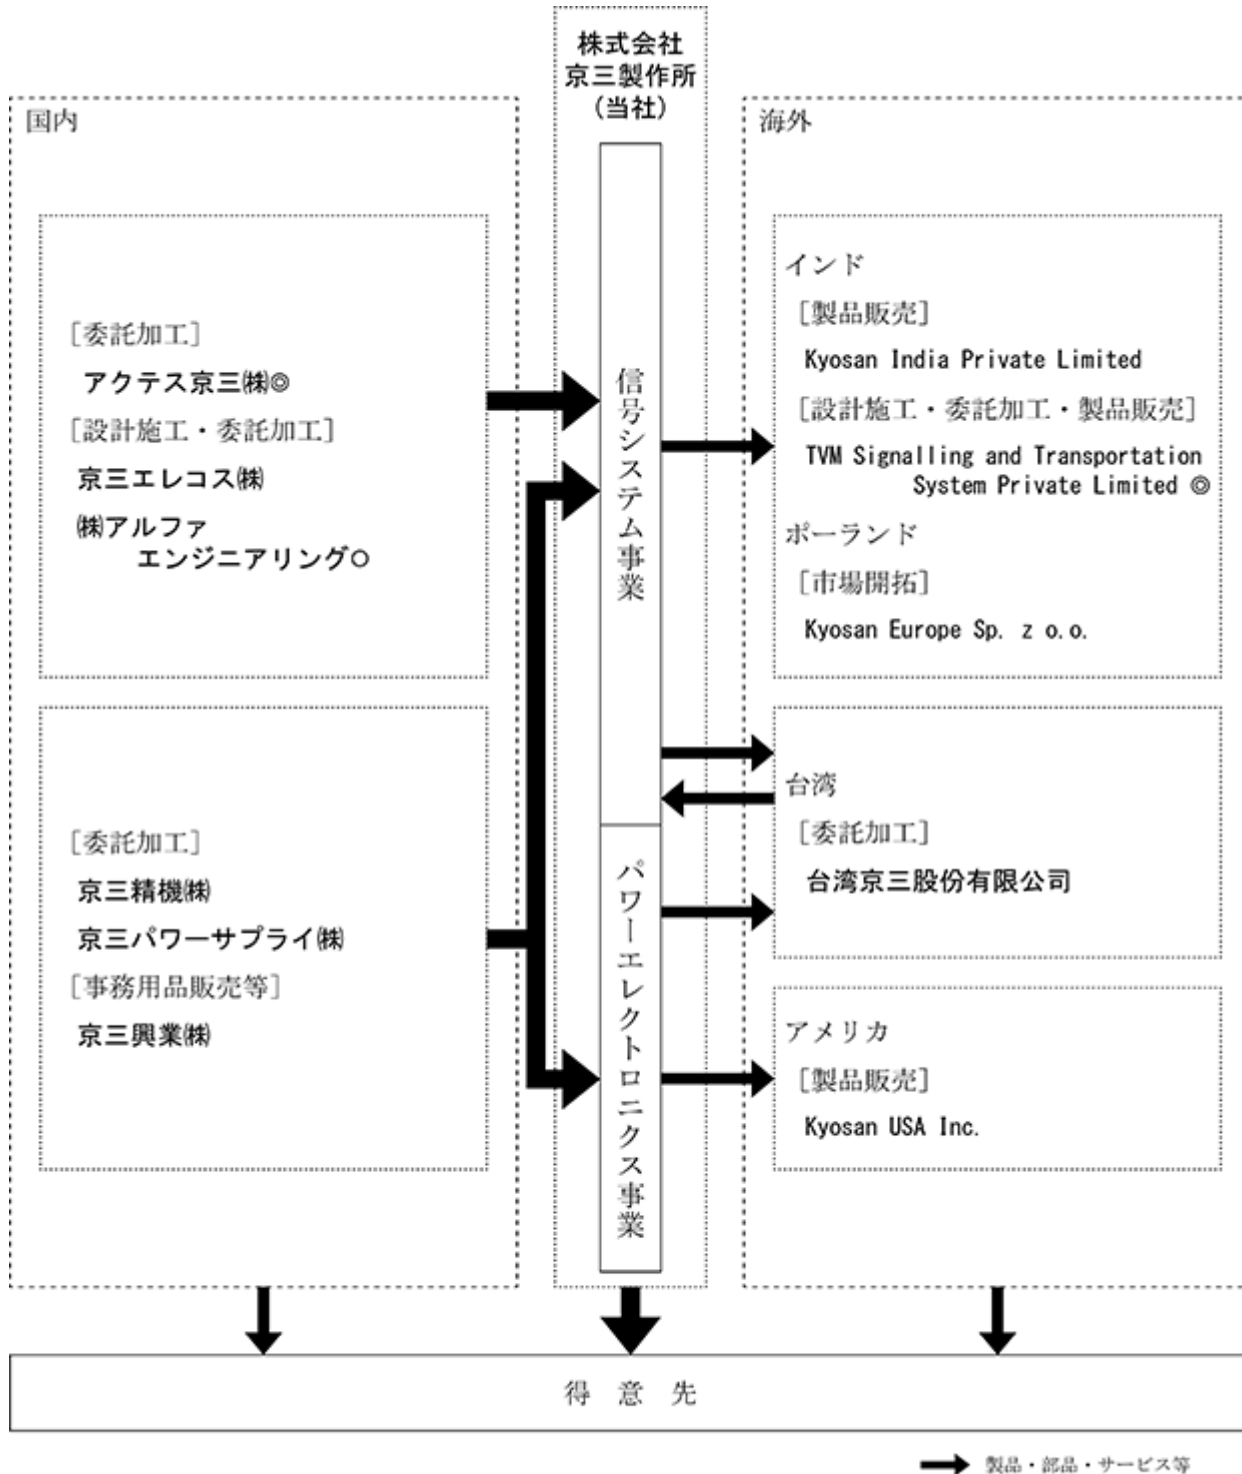 株式会社
京三製作所
(当社)
国内
[委託加工]
アクテス京三㈱◎
[設計施工・委託加工]
京三エレコス㈱
㈱アルファ
エンジニアリング○
[委託加工]
京三精機㈱
京三パワーサプライ㈱
[事務用品販売等]
京三興業㈱
信号システム事業
パワーエレクトロニクス事業
海外
インド
[製品販売]
Kyosan India Private Limited
[設計施工・委託加工・製品販売]
TVM Signalling and Transportation
System Private Limited ◎
ポーランド
[市場開拓]
Kyosan Europe Sp. z o.o.
台湾
[委託加工]
台湾京三股份有限公司
アメリカ
[製品販売]
Kyosan USA Inc.
得意先
製品・部品・サービス等